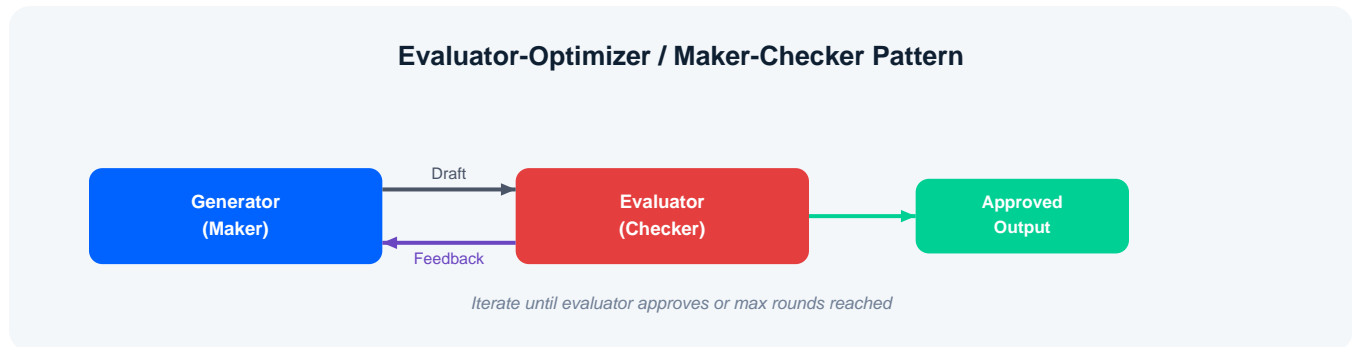 Evaluator-Optimizer / Maker-Checker Pattern
Generator
(Maker)
Draft
Feedback
Evaluator
(Checker)
Approved
Output
Iterate until evaluator approves or max rounds reached